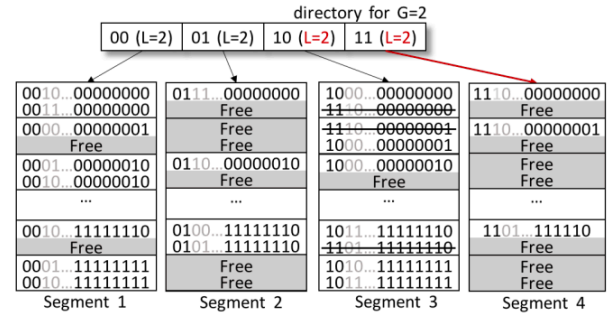 directory for G=2
00 (L=2) 01 (L=2) 10 (L=2) 11 (L=2)
0010...00000000
0011...00000000
0000...00000001
Free
0001...00000010
0010...00000010
...
0010...11111110
Free
0001...11111111
0010...11111111
Segment 1
0111...00000000
Free
Free
Free
0110...00000010
Free
...
0100...11111110
0101...11111110
Free
Free
Segment 2
1000...00000000
1110...00000000
1110...00000001
1000...00000001
1000...00000010
Free
...
1011...11111110
1101...11111110
1010...11111111
1011...11111111
Segment 3
1110...00000000
Free
1110...00000001
Free
Free
Free
...
1101...111110
Free
Free
Free
Segment 4